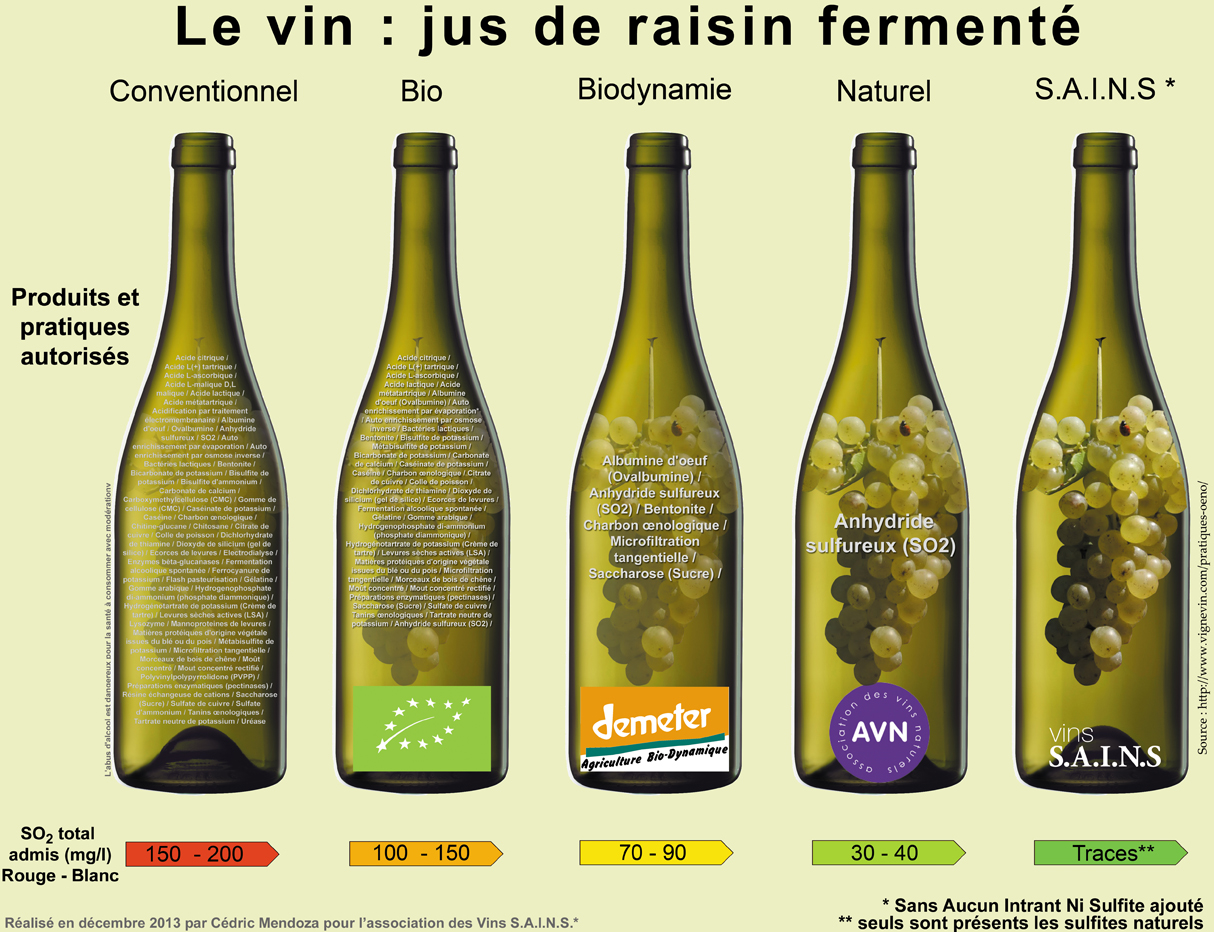 Le vin : jus de raisin fermenté
Conventionnel
Bio
Biodynamie
Naturel
S.A.I.N.S *
Produits et
pratiques
autorisés
Acide citrique /
Acide L(+) tartrique /
Acide L-ascorbique /
Acide L-malique D,L
malique / Acide lactique /
Acide métatartrique /
Acidification par traitement
électromembranaire / Albumine
d'oeuf / Ovalbumine / Anhydride
sulfureux / SO2 / Auto
enrichissement par évaporation / Auto
enrichissement par osmose inverse /
Bactéries lactiques / Bentonite /
Bicarbonate de potassium / Bisulfite de
potassium / Bisulfite d'ammonium /
Carbonate de calcium /
Carboxymethylcellulose (CMC) / Gomme de
cellulose (CMC) / Caséinate de potassium /
Caséine / Charbon œnologique /
Chitine-glucane / Chitosane / Citrate de
cuivre / Colle de poisson / Dichlorhydrate
de thiamine / Dioxyde de silicium (gel de
silice) / Ecorces de levures / Electrodialyse /
Enzymes béta-glucanases / Fermentation
alcoolique spontanée / Ferrocyanure de
potassium / Flash pasteurisation / Gélatine /
Gomme arabique / Hydrogenophosphate
di-ammonium (phosphate diammonique) /
Hydrogénotartrate de potassium (Creme de
tartre) / Levures sèches actives (LSA) /
Lysozyme / Mannoproteines de levures /
Matières protéiques d'origine végétale
issues du blé ou du pois / Métabisulfite de
potassium / Microfiltration tangentielle /
Morceaux de bois de chêne / Moût
concentré / Mout concentré rectifié /
Polyvinylpolypyrrolidone (PVPP) /
Préparations enzymatiques (pectinases) /
Résine échangeuse de cations / Saccharose
(Sucre) / Sulfate de cuivre / Sulfate
d'ammonium / Tanins œnologiques /
Tartrate neutre de potassium / Uréase
Acide citrique /
Acide L(+) tartrique /
Acide L-ascorbique /
Acide lactique / Acide
métatartrique / Albumine
d'oeuf (Ovalbumine) / Auto
enrichissement par évaporation*
/ Auto enrichissement par osmose
inverse / Bactéries lactiques /
Bentonite / Bisulfite de potassium /
Métabisulfite de potassium /
Bicarbonate de potassium / Carbonate
de calcium / Caséinate de potassium /
Caséine / Charbon œnologique / Citrate
de cuivre / Colle de poisson /
Dichlorhydrate de thiamine / Dioxyde de
silicium (gel de silice) / Ecorces de levures /
Fermentation alcoolique spontanée /
Gélatine / Gomme arabique /
Hydrogenophosphate di-ammonium
(phosphate diammonique) /
Hydrogénotartrate de potassium (Crème de
tartre) / Levures sèches actives (LSA) /
Matières protéiques d'origine végétale
issues du blé ou du pois / Microfiltration
tangentielle / Morceaux de bois de chêne /
Moût concentré / Mout concentré rectifié /
Préparations enzymatiques (pectinases) /
Saccharose (Sucre) / Sulfate de cuivre /
Tanins œnologiques / Tartrate neutre de
potassium / Anhydride sulfureux (SO2) /
Albumine d'oeuf
(Ovalbumine) /
Anhydride sulfureux
(SO2) / Bentonite /
Charbon œnologique /
Microfiltration
tangentielle /
Saccharose (Sucre) /
Anhydride
sulfureux (SO2)
demeter
Agriculture Bio-Dynamique
association des vins naturels
AVN
vins
S.A.I.N.S
L'abus d'alcool est dangereux pour la santé à consommer avec modérationv
Source : http://www.vignevin.com/pratiques-oeno/
SO2 total
admis (mg/l)
Rouge - Blanc
150 - 200
100 - 150
70 - 90
30 - 40
Traces**
* Sans Aucun Intrant Ni Sulfite ajouté
** seuls sont présents les sulfites naturels
Réalisé en décembre 2013 par Cédric Mendoza pour l'association des Vins S.A.I.N.S.*